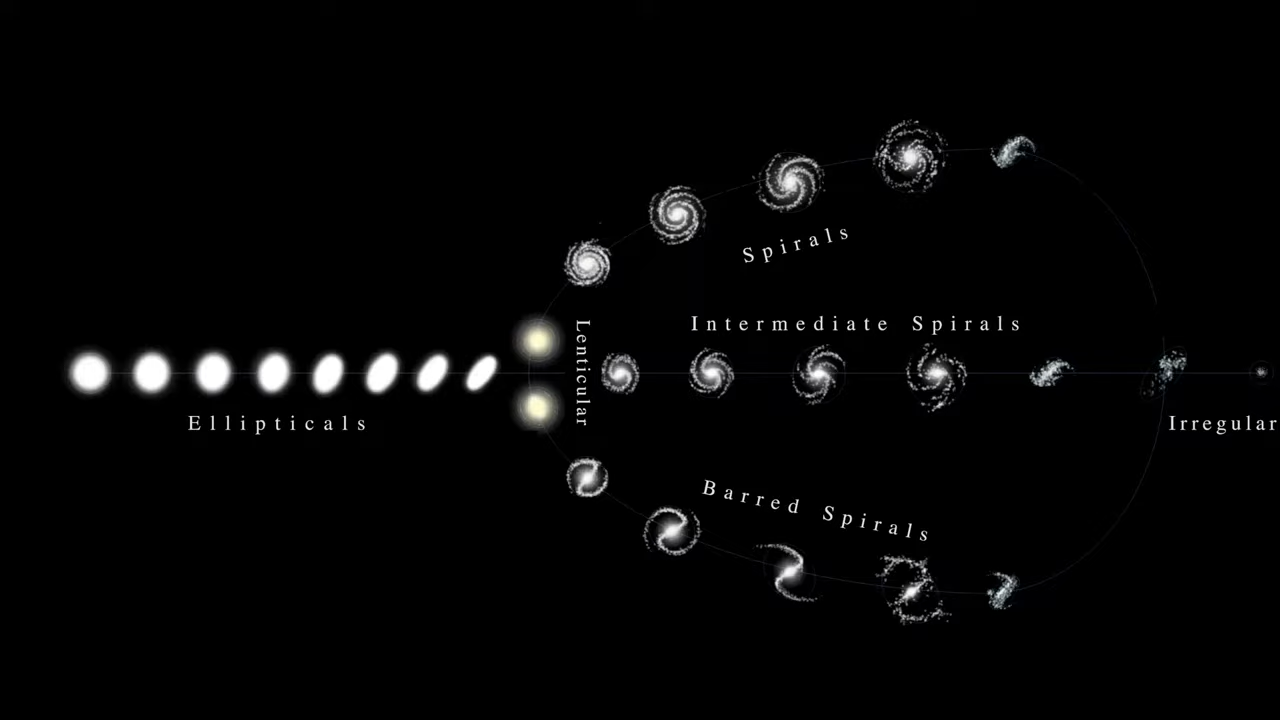 Spirals
Intermediate Spirals
Lenticular
Ellipticals
Irregular
Barred Spirals